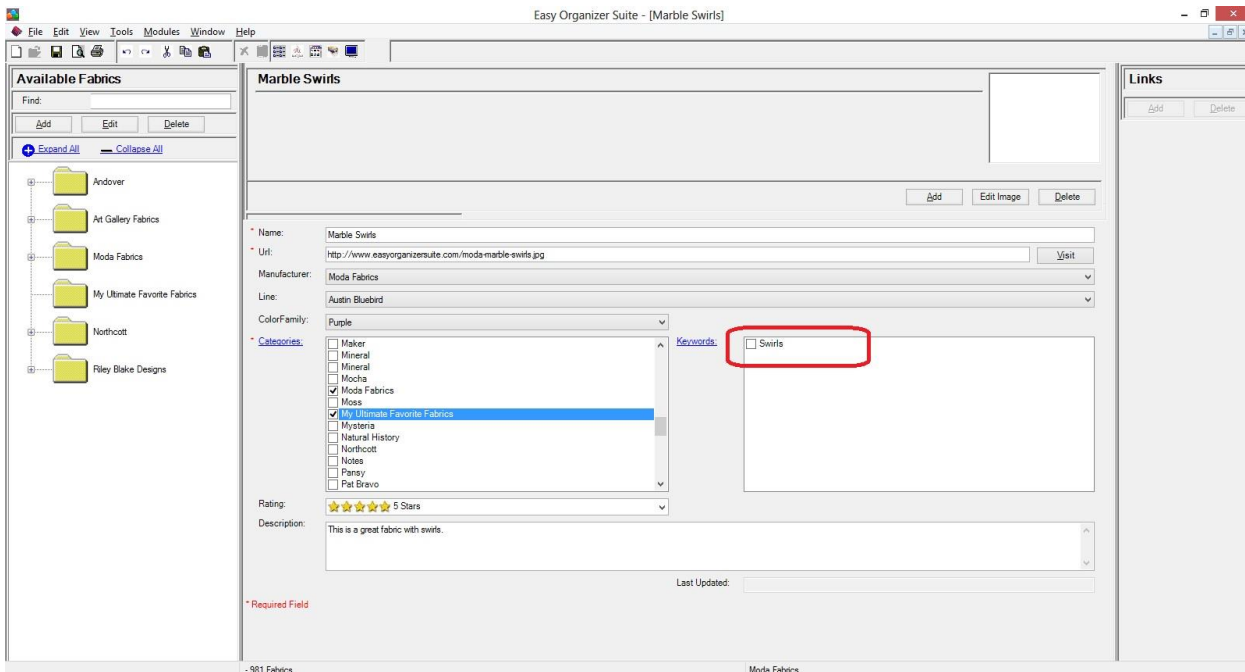 Easy Organizer Suite - [Marble Swirls]
File Edit View Tools Modules Window Help
Available Fabrics
Find:
Add Edit Delete
Expand All Collapse All
Andover
Art Gallery Fabrics
Moda Fabrics
My Ultimate Favorite Fabrics
Northcott
Riley Blake Designs
Marble Swirls
Add Edit Image Delete
* Name: Marble Swirls
* Url: http://www.easyorganizersuite.com/moda-marble-swirls.jpg Visit
Manufacturer: Moda Fabrics
Line: Austin Bluebird
ColorFamily: Purple
* Categories:
Maker
Mineral
Mineral
Mocha
Moda Fabrics
Moss
My Ultimate Favorite Fabrics
Mysteria
Natural History
Northcott
Notes
Pansy
Pat Bravo
Keywords: Swirls
Rating: 5 Stars
Description: This is a great fabric with swirls.
Last Updated:
* Required Field
Links
Add Delete
- 981 Fabrics Moda Fabrics